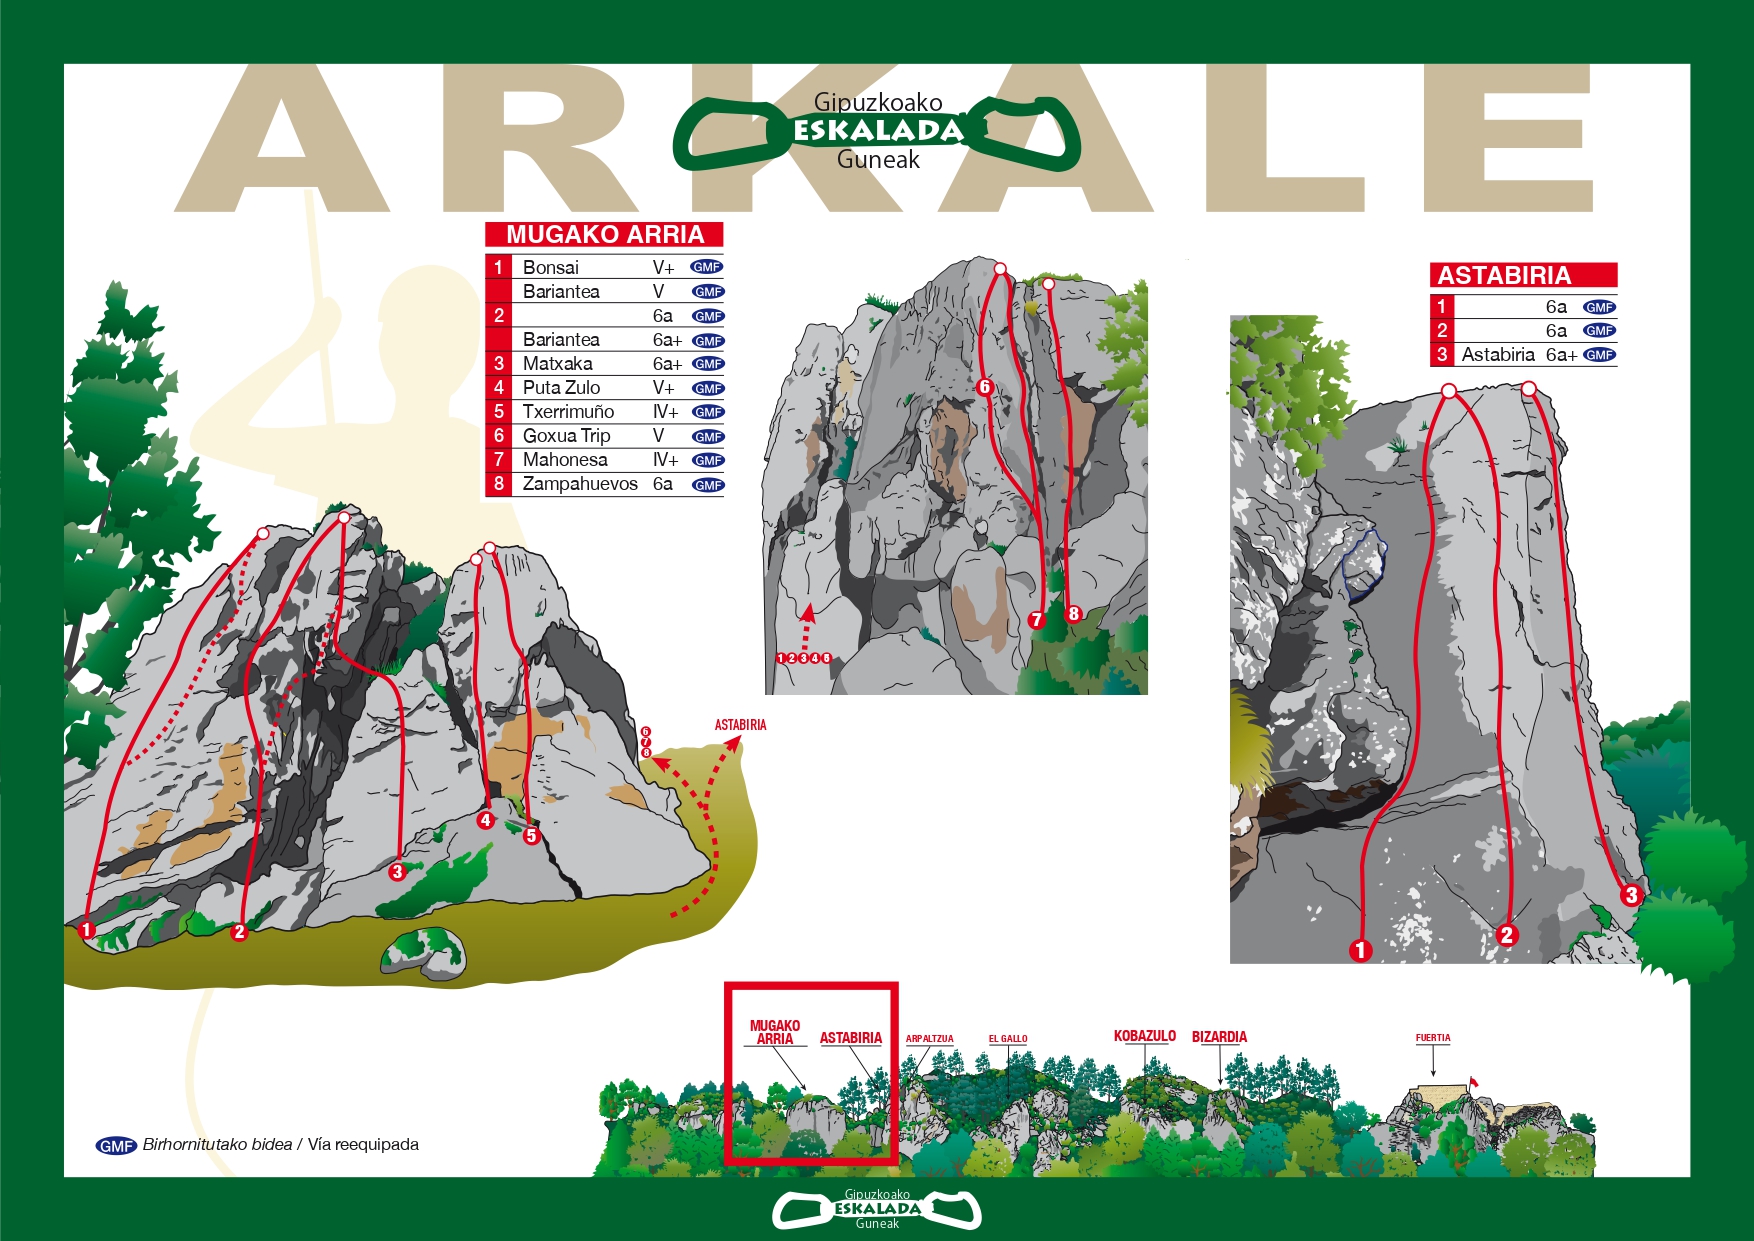 ARKALE
Gipuzkoako
ESKALADA
Guneak
MUGAKO ARRIA
1 Bonsai V+ GMF
Bariantea V GMF
2 6a GMF
Bariantea 6a+ GMF
3 Matxaka 6a+ GMF
4 Puta Zulo V+ GMF
5 Txerrimuño IV+ GMF
6 Goxua Trip V GMF
7 Mahonesa IV+ GMF
8 Zampahuevos 6a GMF
ASTABIRIA
1 6a GMF
2 6a GMF
3 Astabiria 6a+ GMF
6
7
8
1 2 3 4 5
1
2
3
4
5
6
7
8
ASTABIRIA
1
2
3
MUGAKO
ARRIA
ASTABIRIA
ARPALTZUA
EL GALLO
KOBAZULO
BIZARDIA
FUERTIA
GMF Birhornitutako bidea / Vía reequipada
Gipuzkoako
ESKALADA
Guneak